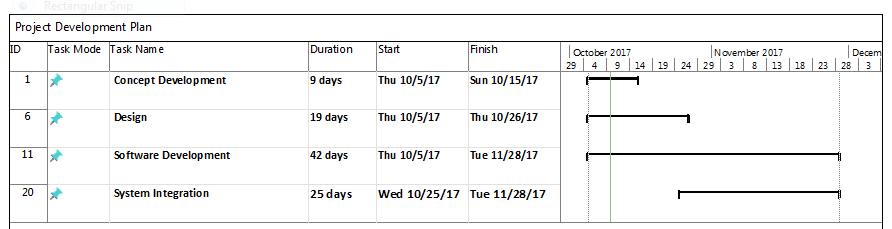 Rectangular Snip
Project Development Plan
ID Task Mode Task Name Duration Start Finish
October 2017 November 2017 Decem
29 4 9 14 19 24 29 3 8 13 18 23 28 3
1 Concept Development 9 days Thu 10/5/17 Sun 10/15/17
6 Design 19 days Thu 10/5/17 Thu 10/26/17
11 Software Development 42 days Thu 10/5/17 Tue 11/28/17
20 System Integration 25 days Wed 10/25/17 Tue 11/28/17